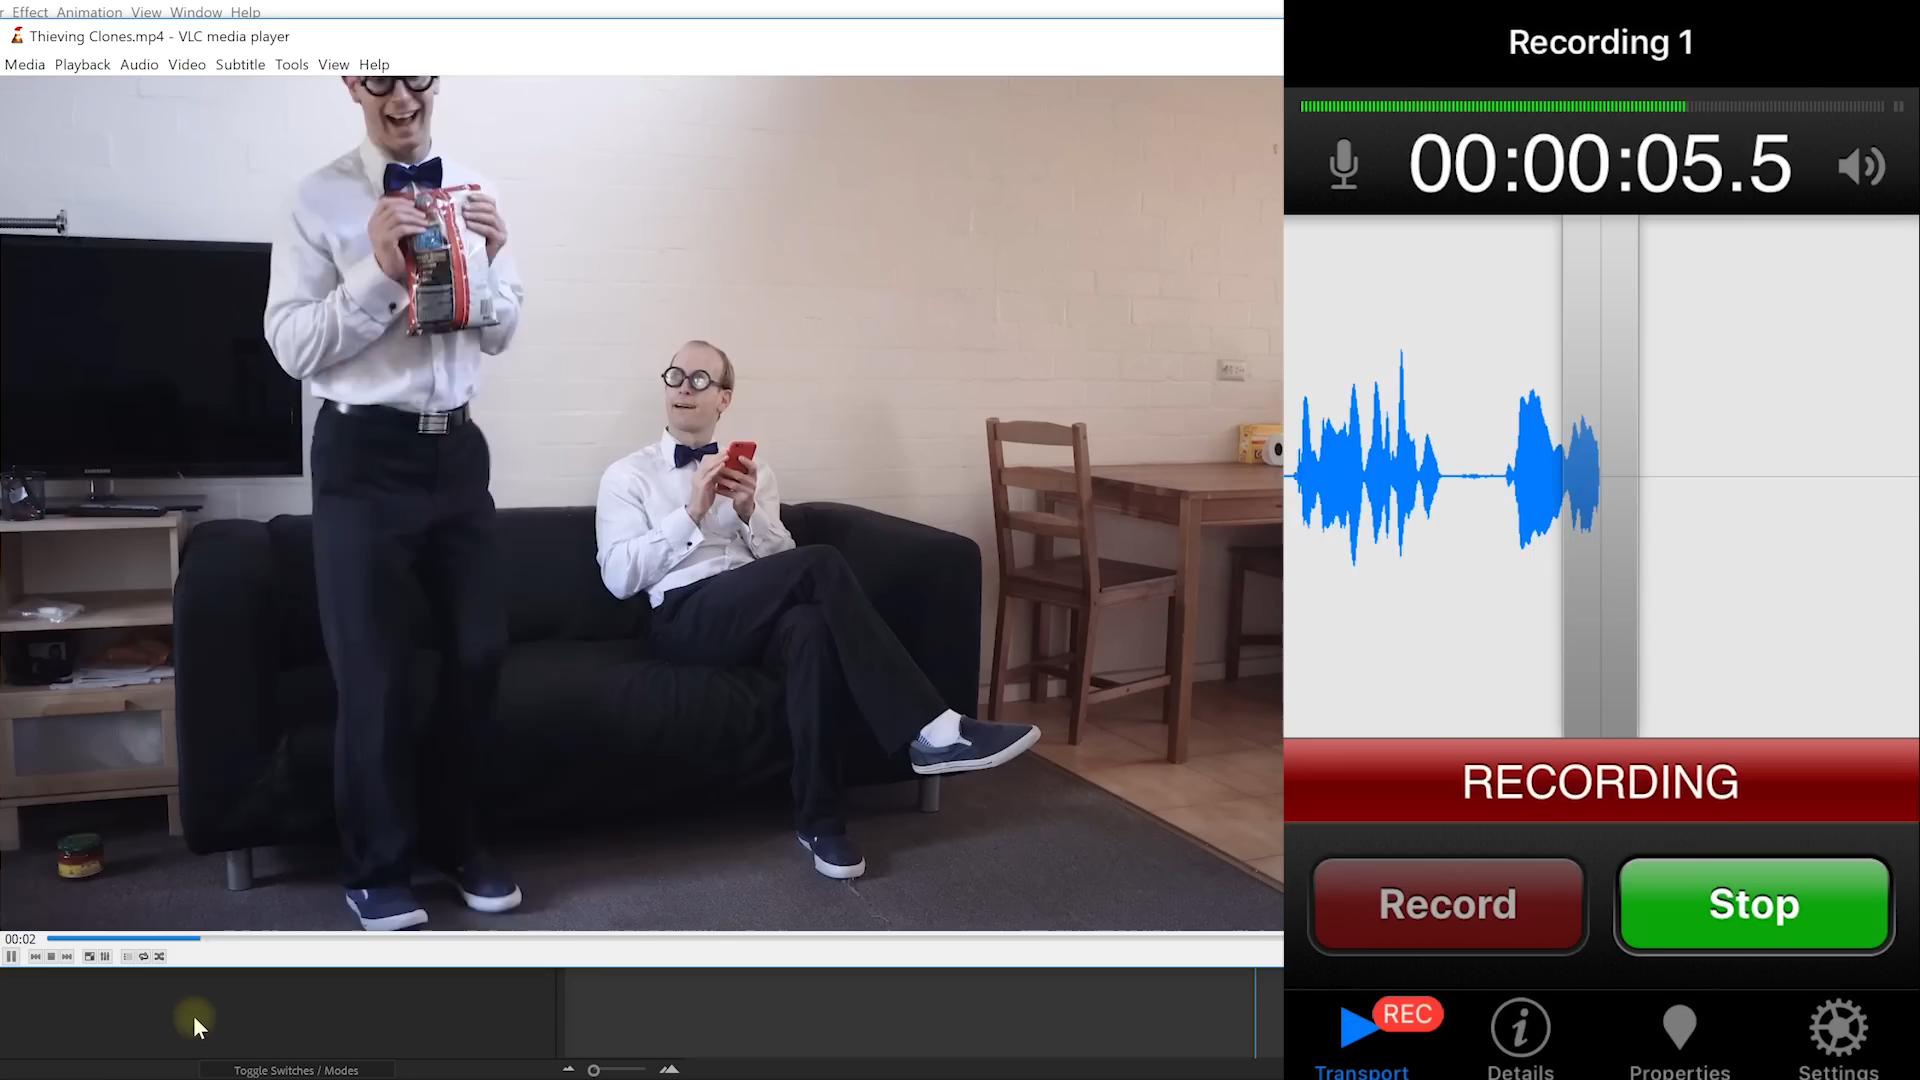 Effect Animation View Window Help
Thieving Clones.mp4 - VLC media player
Media Playback Audio Video Subtitle Tools View Help
SAMSUNG
00:02
Toggle Switches / Modes
Recording 1
00:00:05.5
RECORDING
Record Stop
REC
Transport Details Properties Settings